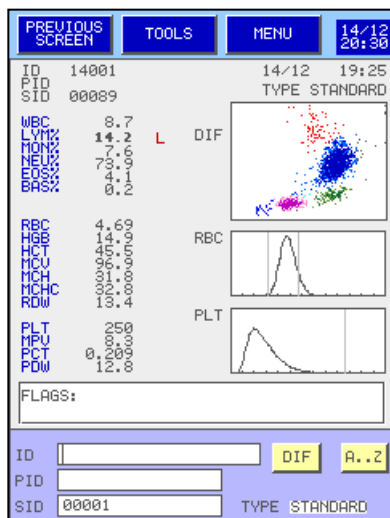 PREVIOUS SCREEN TOOLS MENU 14/12 20:30
ID 14001 14/12 19:25
PID TYPE STANDARD
SID 00089
WBC 8.7
LYM% 14.2 L DIF
MON% 7.6
NEU% 73.9
EOS% 4.1
BAS% 0.2
RBC 4.69 RBC
HGB 14.9
HCT 45.5
MCV 96.9
MCH 31.8
MCHC 32.8
RDW 13.4
PLT 250 PLT
MPV 8.3
PCT 0.209
PDW 12.8
FLAGS:
ID DIF A..Z
PID
SID 00001 TYPE STANDARD